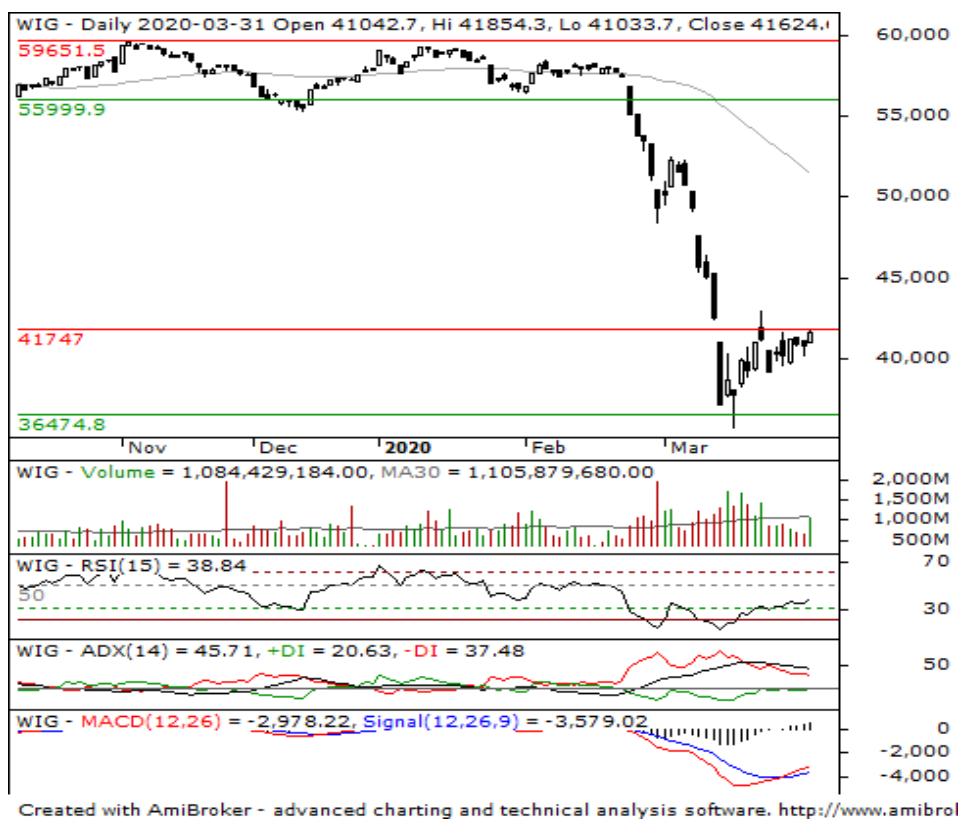 WIG - Daily 2020-03-31 Open 41042.7, Hi 41854.3, Lo 41033.7, Close 41624.
60,000
59651.5
55999.9
55,000
50,000
45,000
41747
40,000
36474.8
Nov Dec 2020 Feb Mar
WIG - Volume = 1,084,429,184.00, MA30 = 1,105,879,680.00
2,000M
1,500M
1,000M
500M
WIG - RSI(15) = 38.84
70
50
30
WIG - ADX(14) = 45.71, +DI = 20.63, -DI = 37.48
50
WIG - MACD(12,26) = -2,978.22, Signal(12,26,9) = -3,579.02
0
-2,000
-4,000
Created with AmiBroker - advanced charting and technical analysis software. http://www.amibro